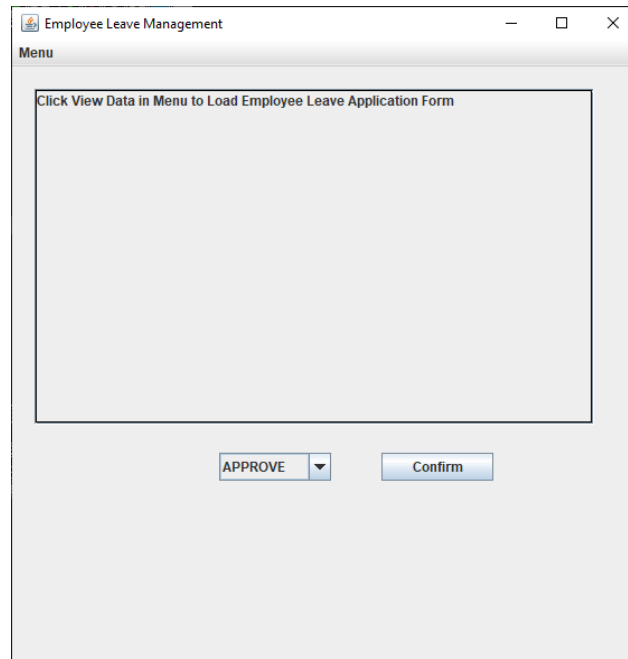 Employee Leave Management
Menu
Click View Data in Menu to Load Employee Leave Application Form
APPROVE
Confirm